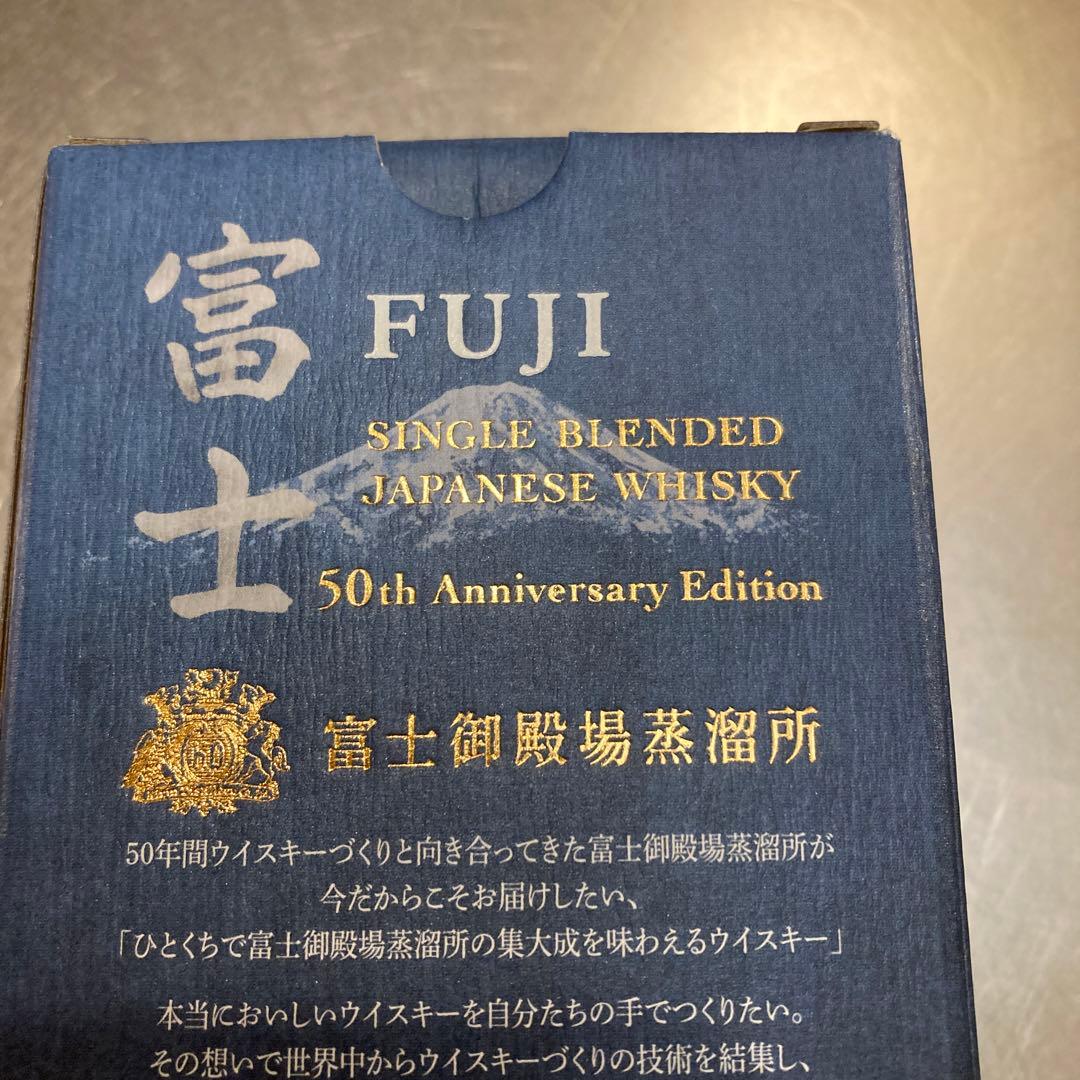 富士
FUJI
SINGLE BLENDED
JAPANESE WHISKY
50th Anniversary Edition
富士御殿場蒸溜所
50年間ウイスキーづくりと向き合ってきた富士御殿場蒸溜所が
今だからこそお届けしたい、
「ひとくちで富士御殿場蒸溜所の集大成を味わえるウイスキー」
本当においしいウイスキーを自分たちの手でつくりたい。
その想いで世界中からウイスキーづくりの技術を結集し、